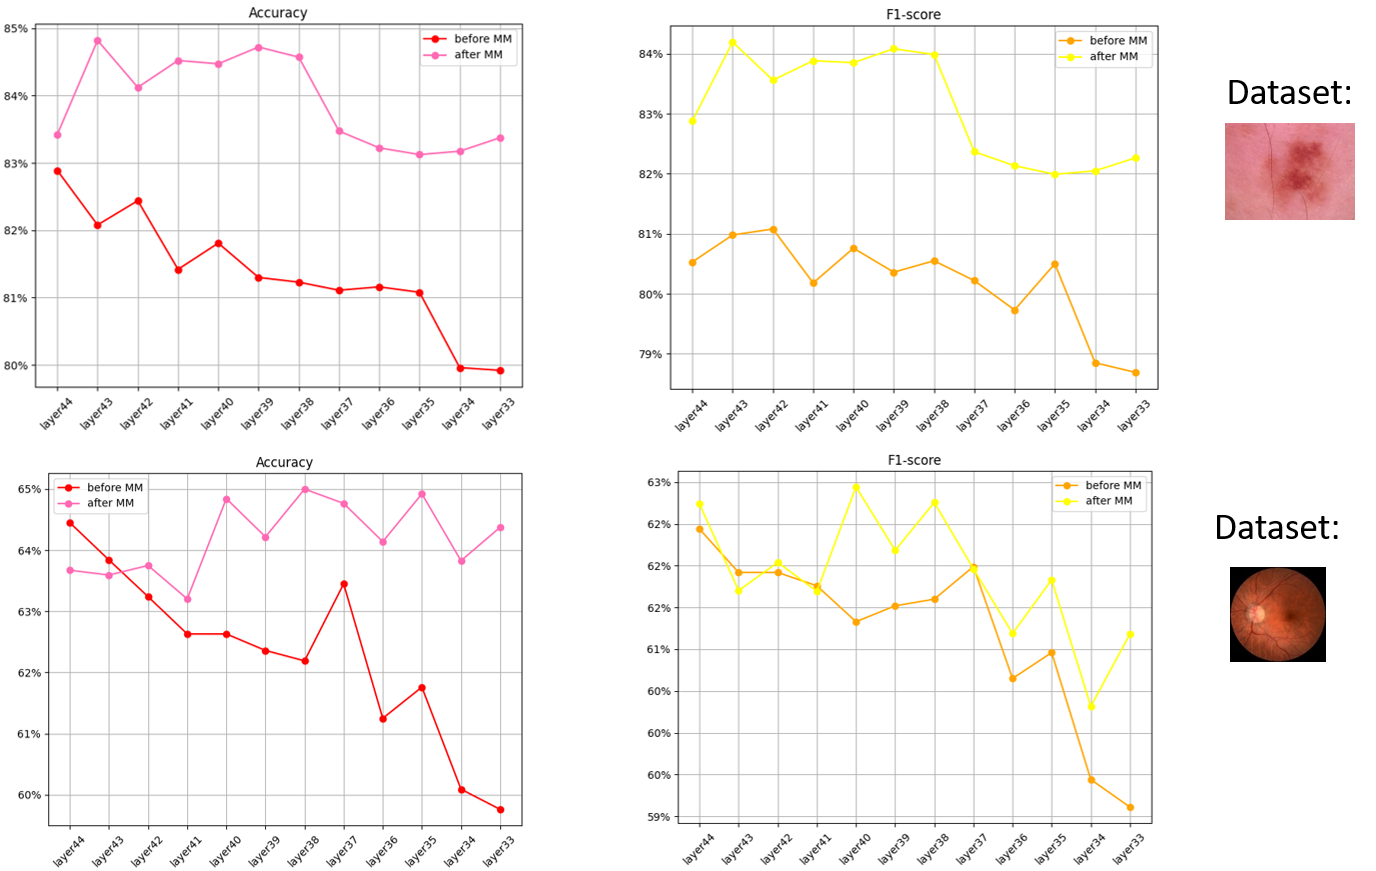 Accuracy
85%
84%
83%
82%
81%
80%
before MM
after MM
layer44
layer43
layer42
layer41
layer40
layer39
layer38
layer37
layer36
layer35
layer34
layer33
F1-score
84%
83%
82%
81%
80%
79%
before MM
after MM
layer44
layer43
layer42
layer41
layer40
layer39
layer38
layer37
layer36
layer35
layer34
layer33
Dataset:
Accuracy
65%
64%
63%
62%
61%
60%
before MM
after MM
layer44
layer43
layer42
layer41
layer40
layer39
layer38
layer37
layer36
layer35
layer34
layer33
F1-score
63%
62%
62%
62%
61%
60%
60%
60%
59%
before MM
after MM
layer44
layer43
layer42
layer41
layer40
layer39
layer38
layer37
layer36
layer35
layer34
layer33
Dataset: